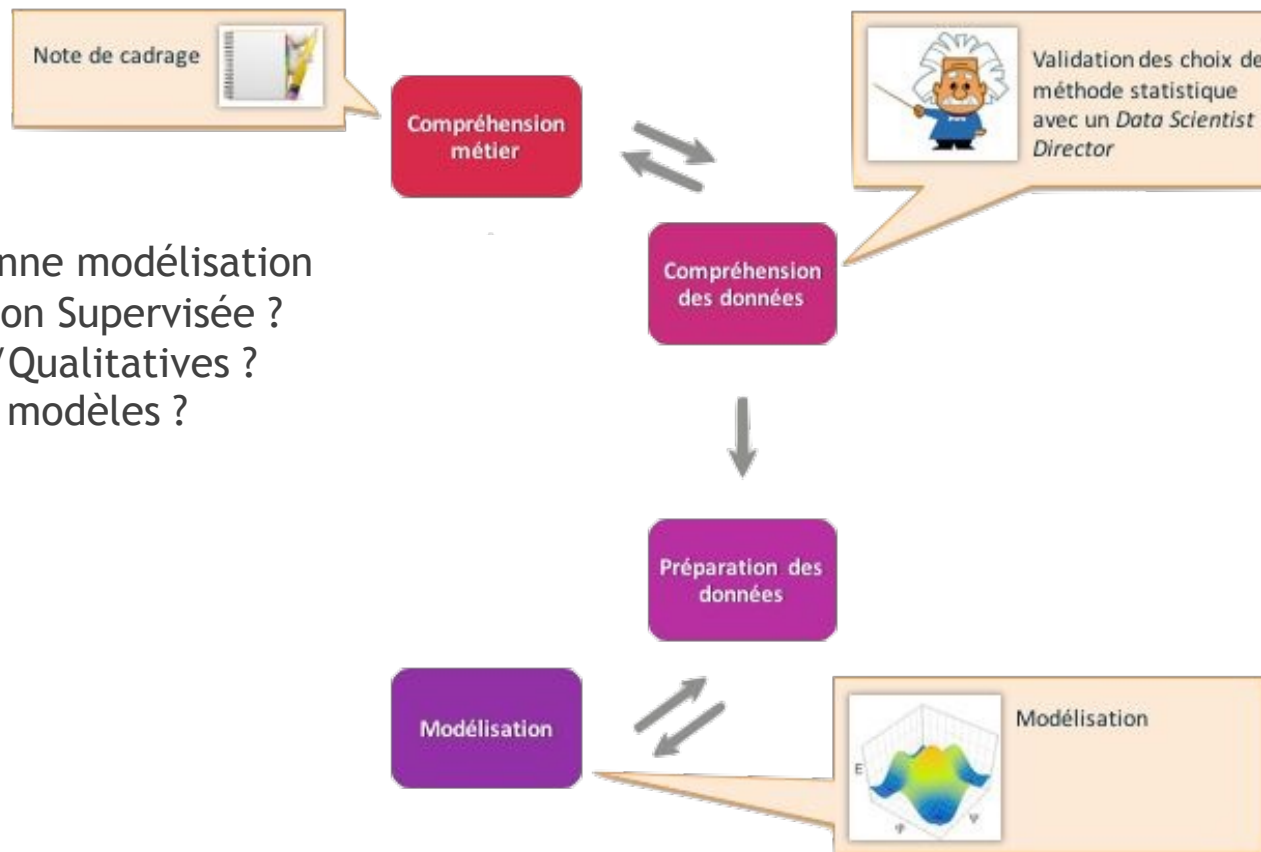 Note de cadrage
Validation des choix de
méthode statistique
avec un Data Scientist
Director
Compréhension
métier
nne modélisation
on Supervisée ?
/Qualitatives ?
modèles ?
Compréhension
des données
Préparation des
données
Modélisation
Modélisation
E
φ
ψ